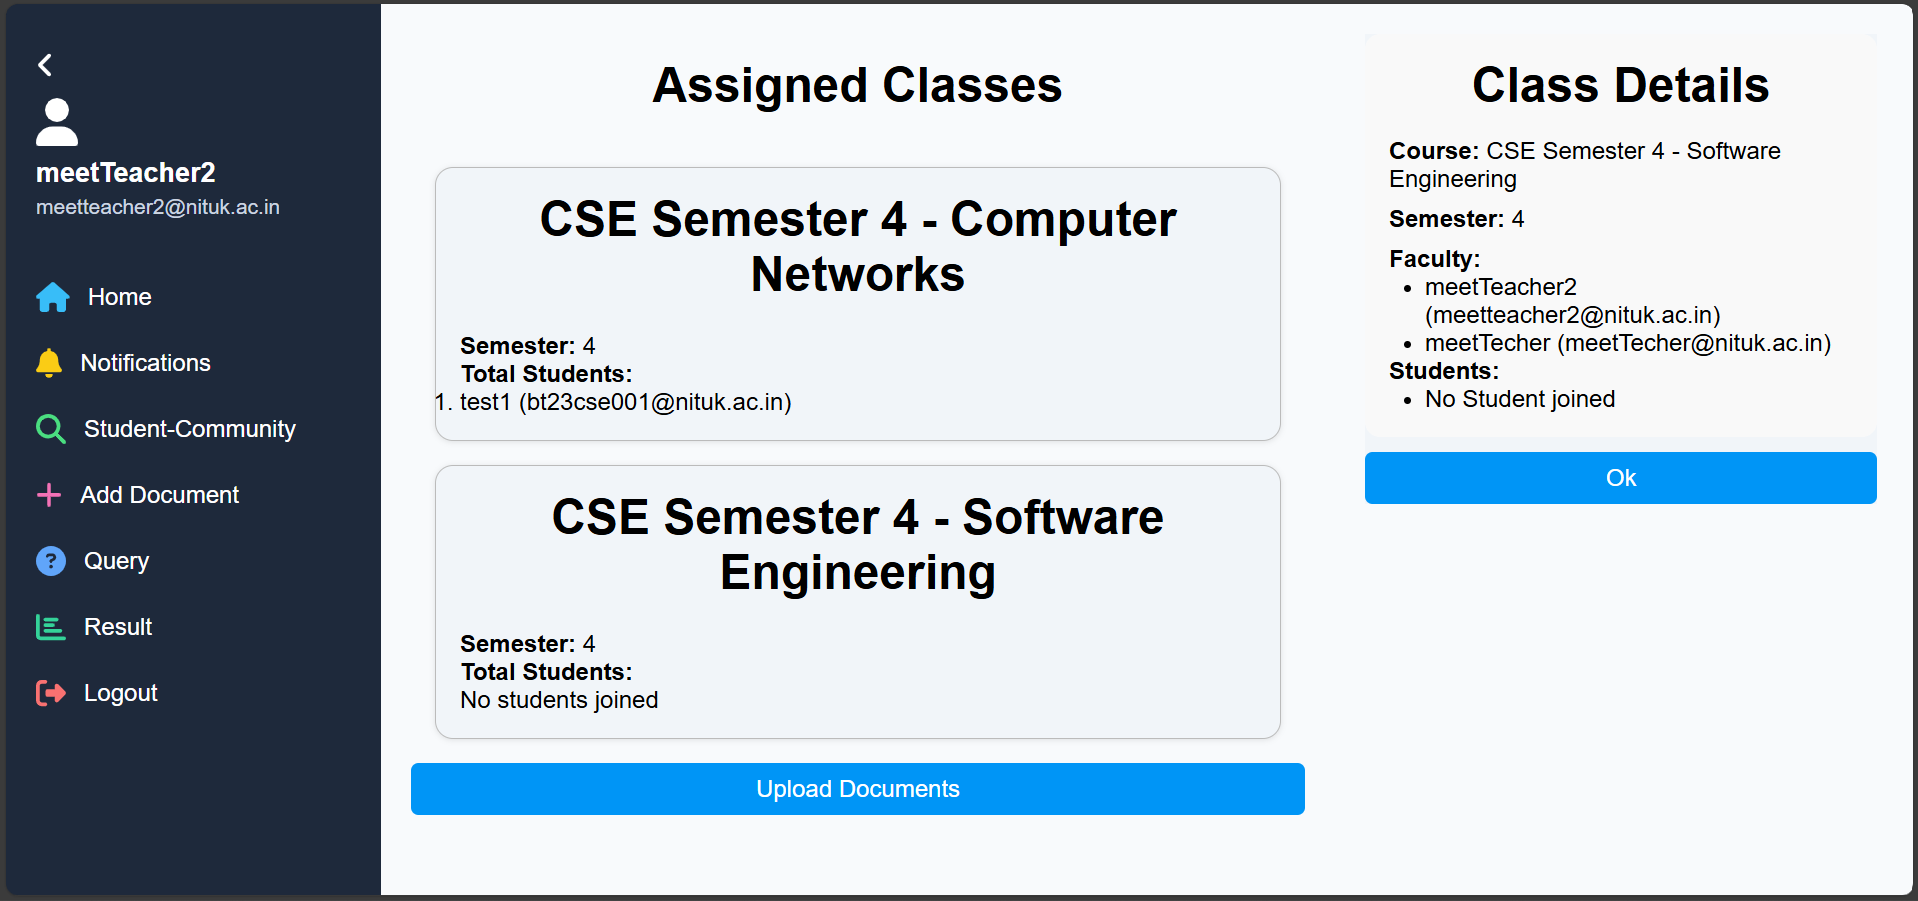 meetTeacher2
meetteacher2@nituk.ac.in
Home
Notifications
Student-Community
Add Document
Query
Result
Logout
Assigned Classes
CSE Semester 4 - Computer
Networks
Semester: 4
Total Students:
1. test1 (bt23cse001@nituk.ac.in)
CSE Semester 4 - Software
Engineering
Semester: 4
Total Students:
No students joined
Upload Documents
Class Details
Course: CSE Semester 4 - Software
Engineering
Semester: 4
Faculty:
• meetTeacher2
(meetteacher2@nituk.ac.in)
• meetTecher (meetTecher@nituk.ac.in)
Students:
• No Student joined
Ok